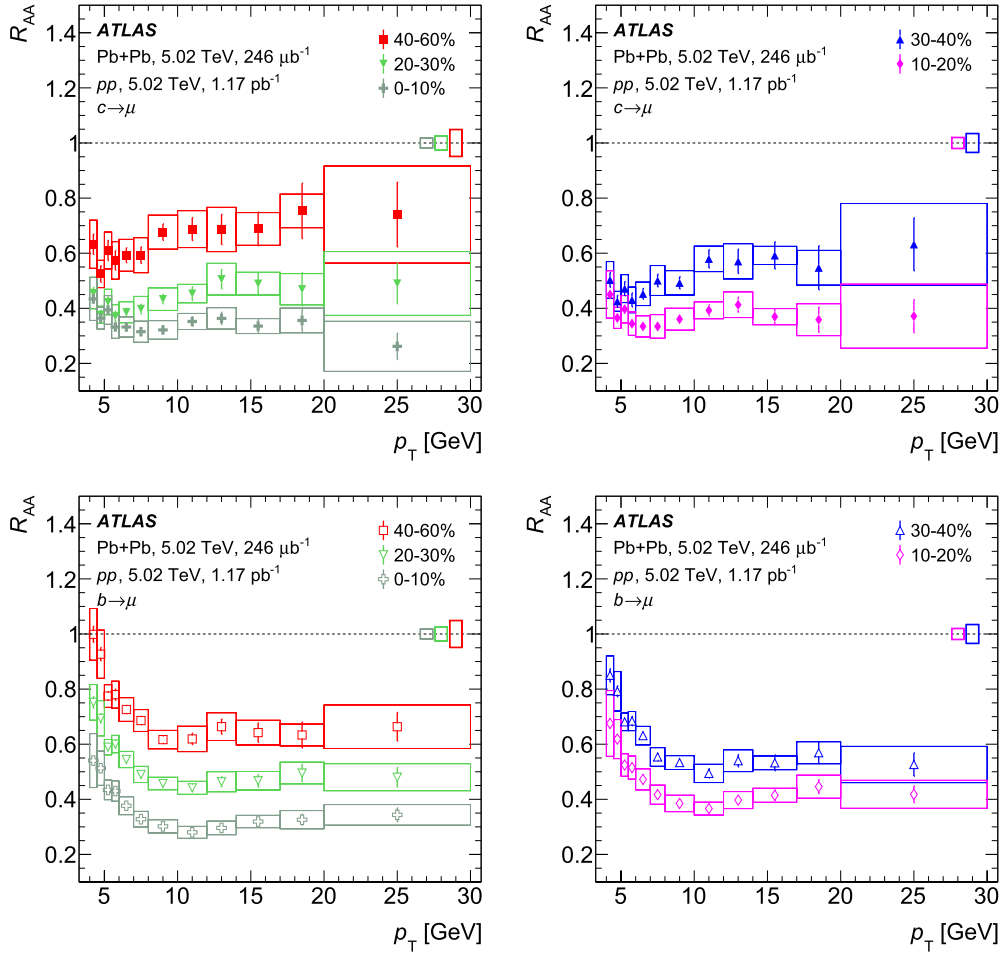 ATLAS
Pb+Pb, 5.02 TeV, 246 μb⁻¹
pp, 5.02 TeV, 1.17 pb⁻¹
c→μ
40-60%
20-30%
0-10%
R_AA
1.4
1.2
1
0.8
0.6
0.4
0.2
5 10 15 20 25 30
p_T [GeV]
ATLAS
Pb+Pb, 5.02 TeV, 246 μb⁻¹
pp, 5.02 TeV, 1.17 pb⁻¹
c→μ
30-40%
10-20%
R_AA
1.4
1.2
1
0.8
0.6
0.4
0.2
5 10 15 20 25 30
p_T [GeV]
ATLAS
Pb+Pb, 5.02 TeV, 246 μb⁻¹
pp, 5.02 TeV, 1.17 pb⁻¹
b→μ
40-60%
20-30%
0-10%
R_AA
1.4
1.2
1
0.8
0.6
0.4
0.2
5 10 15 20 25 30
p_T [GeV]
ATLAS
Pb+Pb, 5.02 TeV, 246 μb⁻¹
pp, 5.02 TeV, 1.17 pb⁻¹
b→μ
30-40%
10-20%
R_AA
1.4
1.2
1
0.8
0.6
0.4
0.2
5 10 15 20 25 30
p_T [GeV]